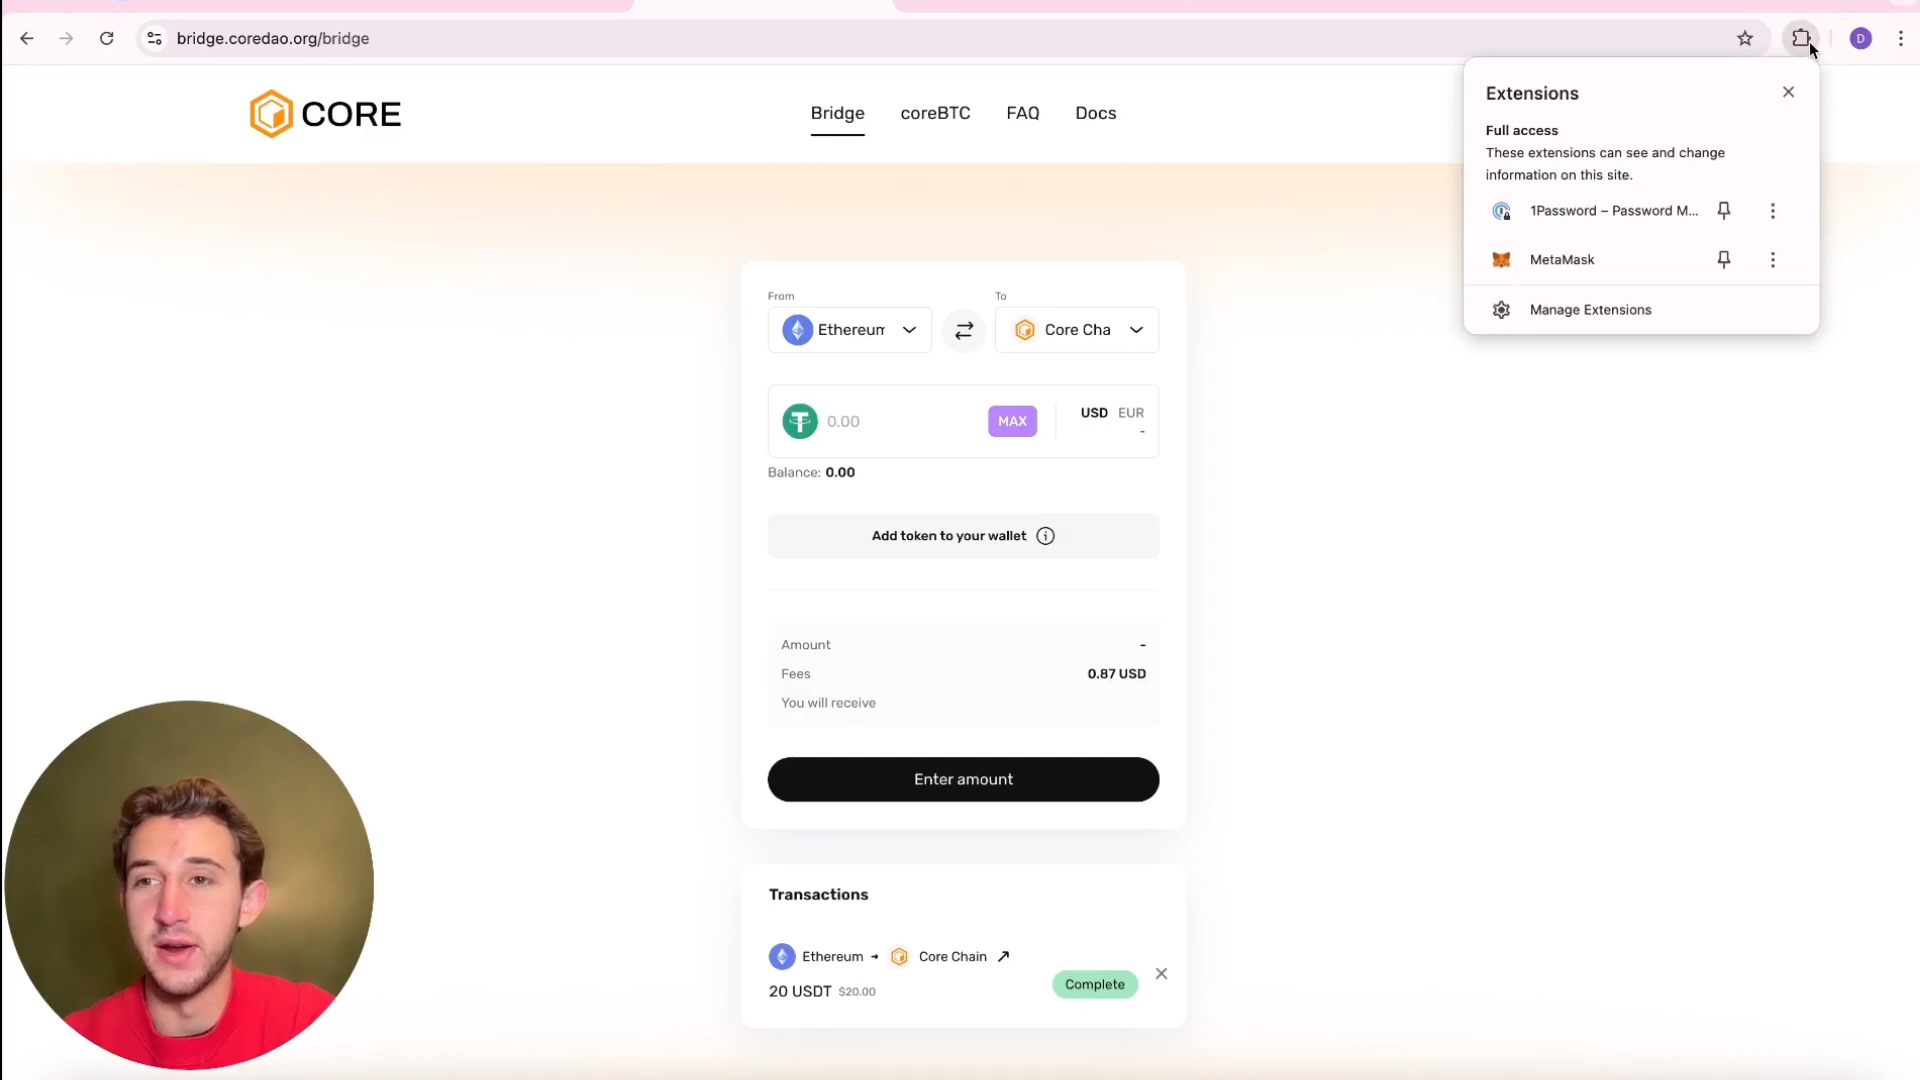 bridge.coredao.org/bridge
D
CORE
Bridge
coreBTC
FAQ
Docs
Extensions
Full access
These extensions can see and change
information on this site.
1Password – Password M...
MetaMask
Manage Extensions
From
To
Ethereum
Core Cha
0.00
MAX
USD EUR
-
Balance: 0.00
Add token to your wallet
Amount -
Fees 0.87 USD
You will receive
Enter amount
Transactions
Ethereum → Core Chain ↗
20 USDT $20.00
Complete